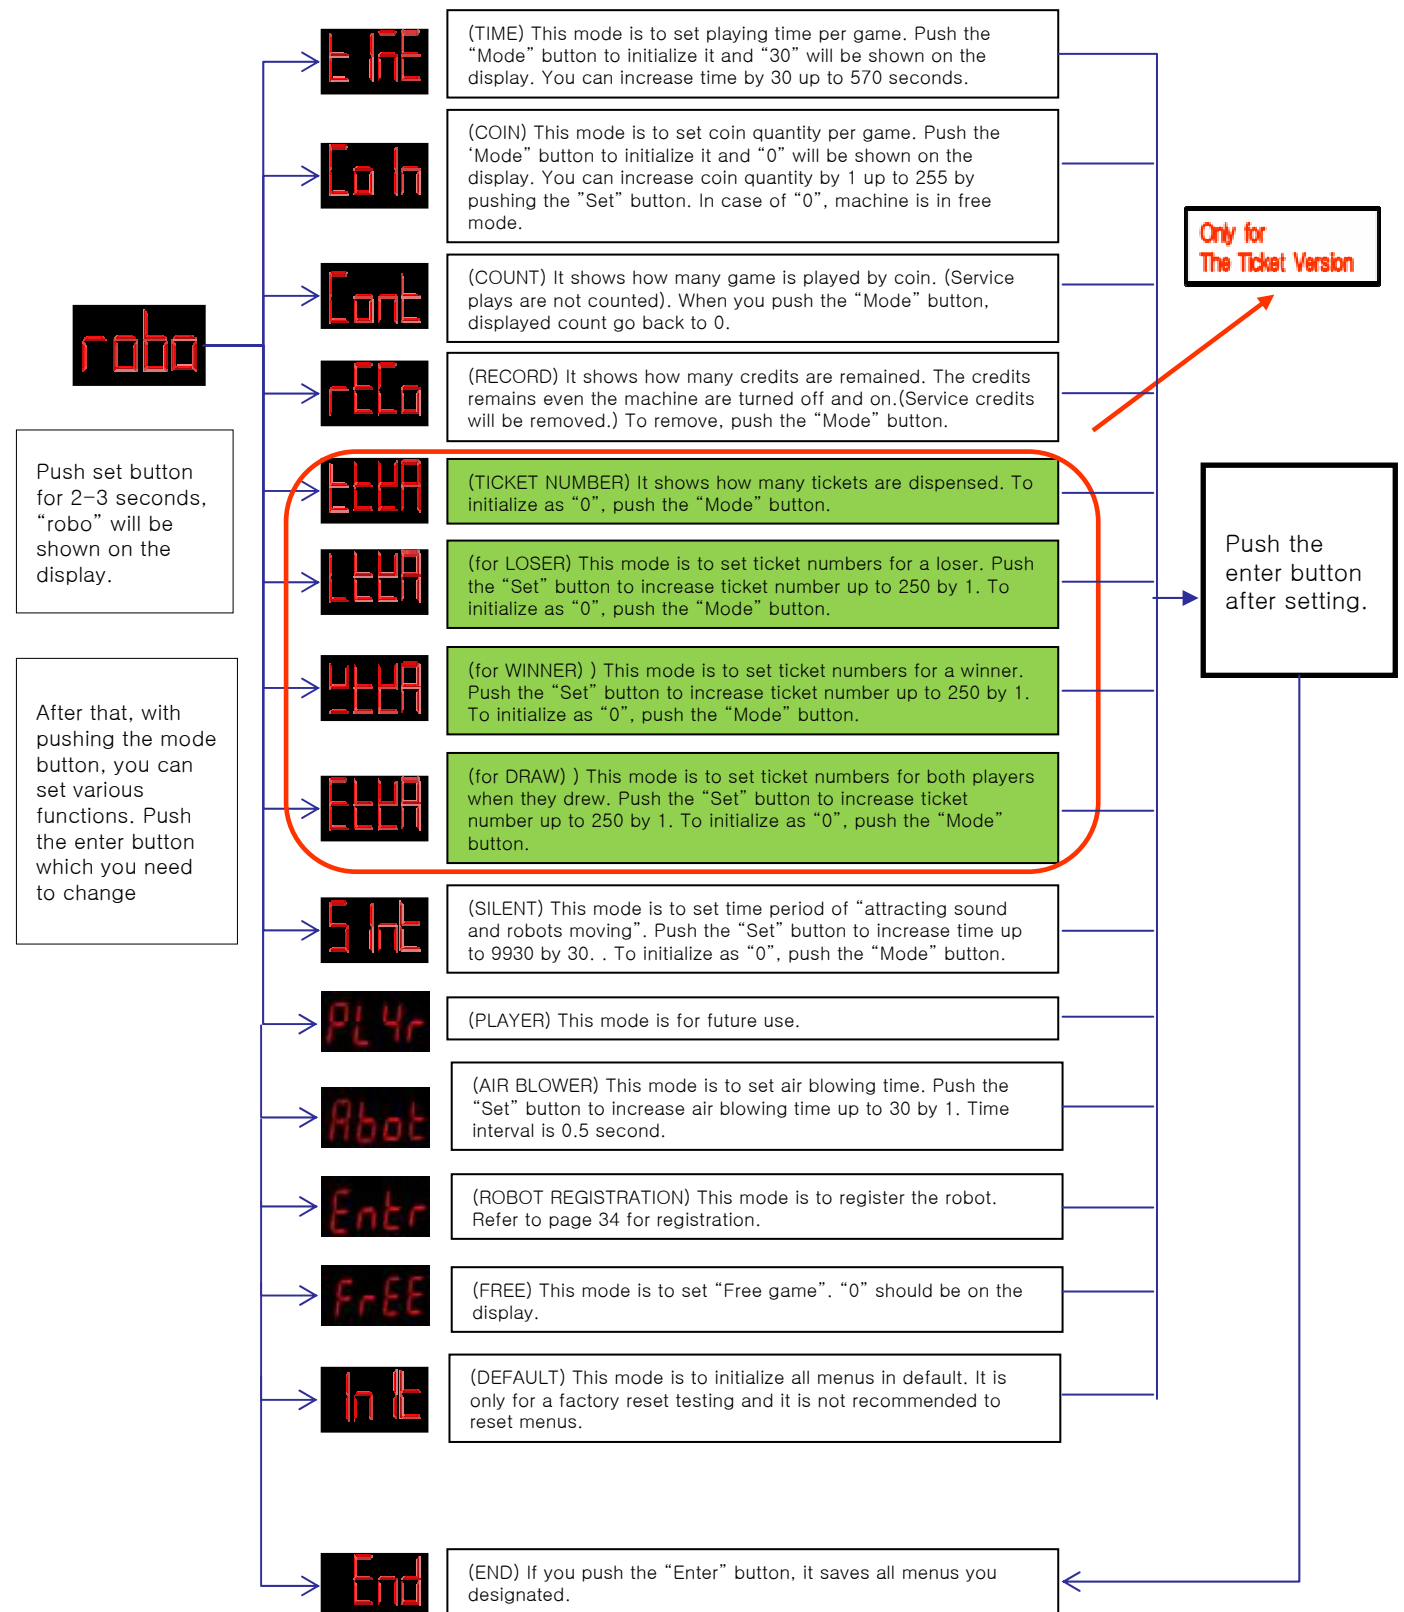 tInE
(TIME) This mode is to set playing time per game. Push the
“Mode” button to initialize it and “30” will be shown on the
display. You can increase time by 30 up to 570 seconds.
CoIn
(COIN) This mode is to set coin quantity per game. Push the
‘Mode” button to initialize it and “0” will be shown on the
display. You can increase coin quantity by 1 up to 255 by
pushing the ”Set” button. In case of “0”, machine is in free
mode.
Only for
The Ticket Version
Cont
(COUNT) It shows how many game is played by coin. (Service
plays are not counted). When you push the “Mode” button,
displayed count go back to 0.
robo
rECo
(RECORD) It shows how many credits are remained. The credits
remains even the machine are turned off and on.(Service credits
will be removed.) To remove, push the “Mode” button.
Push set button
for 2-3 seconds,
“robo” will be
shown on the
display.
(TICKET NUMBER) It shows how many tickets are dispensed. To
initialize as “0”, push the “Mode” button.
(for LOSER) This mode is to set ticket numbers for a loser. Push
the “Set” button to increase ticket number up to 250 by 1. To
initialize as “0”, push the “Mode” button.
Push the
enter button
after setting.
(for WINNER) ) This mode is to set ticket numbers for a winner.
Push the “Set” button to increase ticket number up to 250 by 1.
To initialize as “0”, push the “Mode” button.
After that, with
pushing the mode
button, you can
set various
functions. Push
the enter button
which you need
to change
(for DRAW) ) This mode is to set ticket numbers for both players
when they drew. Push the “Set” button to increase ticket
number up to 250 by 1. To initialize as “0”, push the “Mode”
button.
SInt
(SILENT) This mode is to set time period of “attracting sound
and robots moving”. Push the “Set” button to increase time up
to 9930 by 30. . To initialize as “0”, push the “Mode” button.
PLYr
(PLAYER) This mode is for future use.
Abot
(AIR BLOWER) This mode is to set air blowing time. Push the
“Set” button to increase air blowing time up to 30 by 1. Time
interval is 0.5 second.
Entr
(ROBOT REGISTRATION) This mode is to register the robot.
Refer to page 34 for registration.
FrEE
(FREE) This mode is to set “Free game”. “0” should be on the
display.
InIt
(DEFAULT) This mode is to initialize all menus in default. It is
only for a factory reset testing and it is not recommended to
reset menus.
End
(END) If you push the “Enter” button, it saves all menus you
designated.